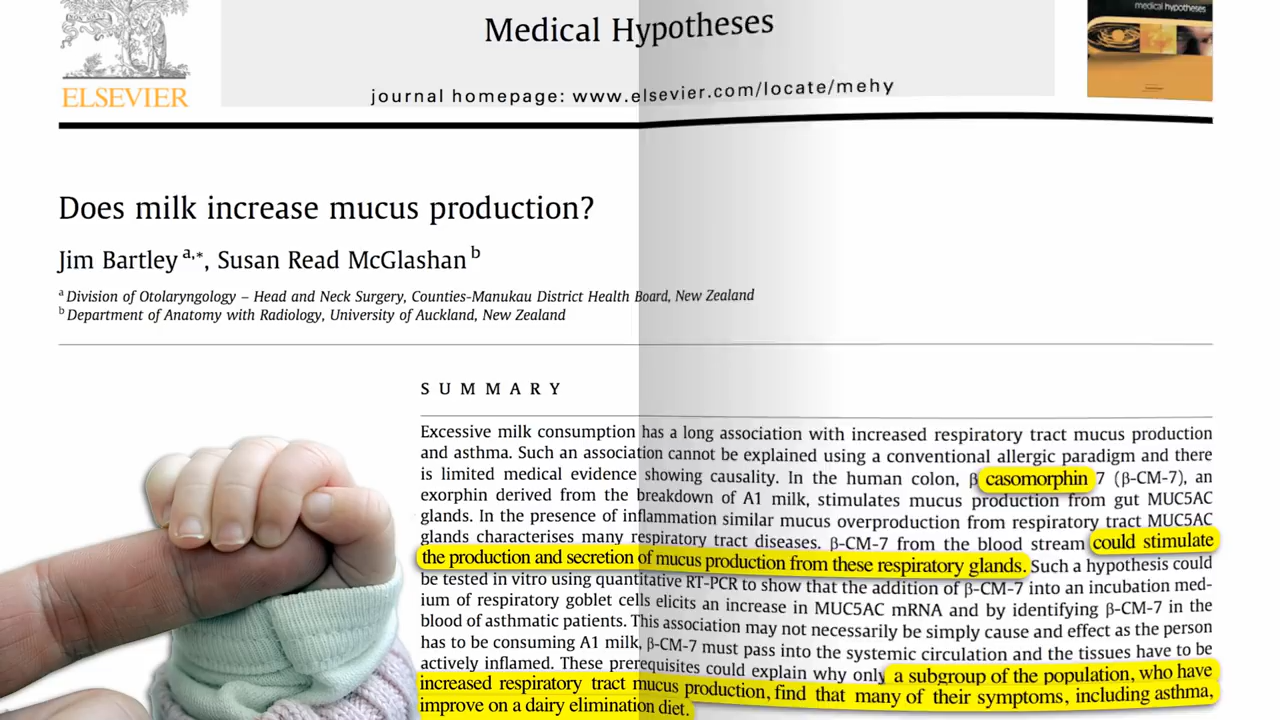 medical hypotheses
Medical Hypotheses
journal homepage: www.elsevier.com/locate/mehy
ELSEVIER
Does milk increase mucus production?
Jim Bartley a,*, Susan Read McGlashan b
a Division of Otolaryngology – Head and Neck Surgery, Counties-Manukau District Health Board, New Zealand
b Department of Anatomy with Radiology, University of Auckland, New Zealand
SUMMARY
Excessive milk consumption has a long association with increased respiratory tract mucus production
and asthma. Such an association cannot be explained using a conventional allergic paradigm and there
is limited medical evidence showing causality. In the human colon, β casomorphin 7 (β-CM-7), an
exorphin derived from the breakdown of A1 milk, stimulates mucus production from gut MUC5AC
glands. In the presence of inflammation similar mucus overproduction from respiratory tract MUC5AC
glands characterises many respiratory tract diseases. β-CM-7 from the blood stream could stimulate
the production and secretion of mucus production from these respiratory glands. Such a hypothesis could
be tested in vitro using quantitative RT-PCR to show that the addition of β-CM-7 into an incubation med-
ium of respiratory goblet cells elicits an increase in MUC5AC mRNA and by identifying β-CM-7 in the
blood of asthmatic patients. This association may not necessarily be simply cause and effect as the person
has to be consuming A1 milk, β-CM-7 must pass into the systemic circulation and the tissues have to be
actively inflamed. These prerequisites could explain why only a subgroup of the population, who have
increased respiratory tract mucus production, find that many of their symptoms, including asthma,
improve on a dairy elimination diet.